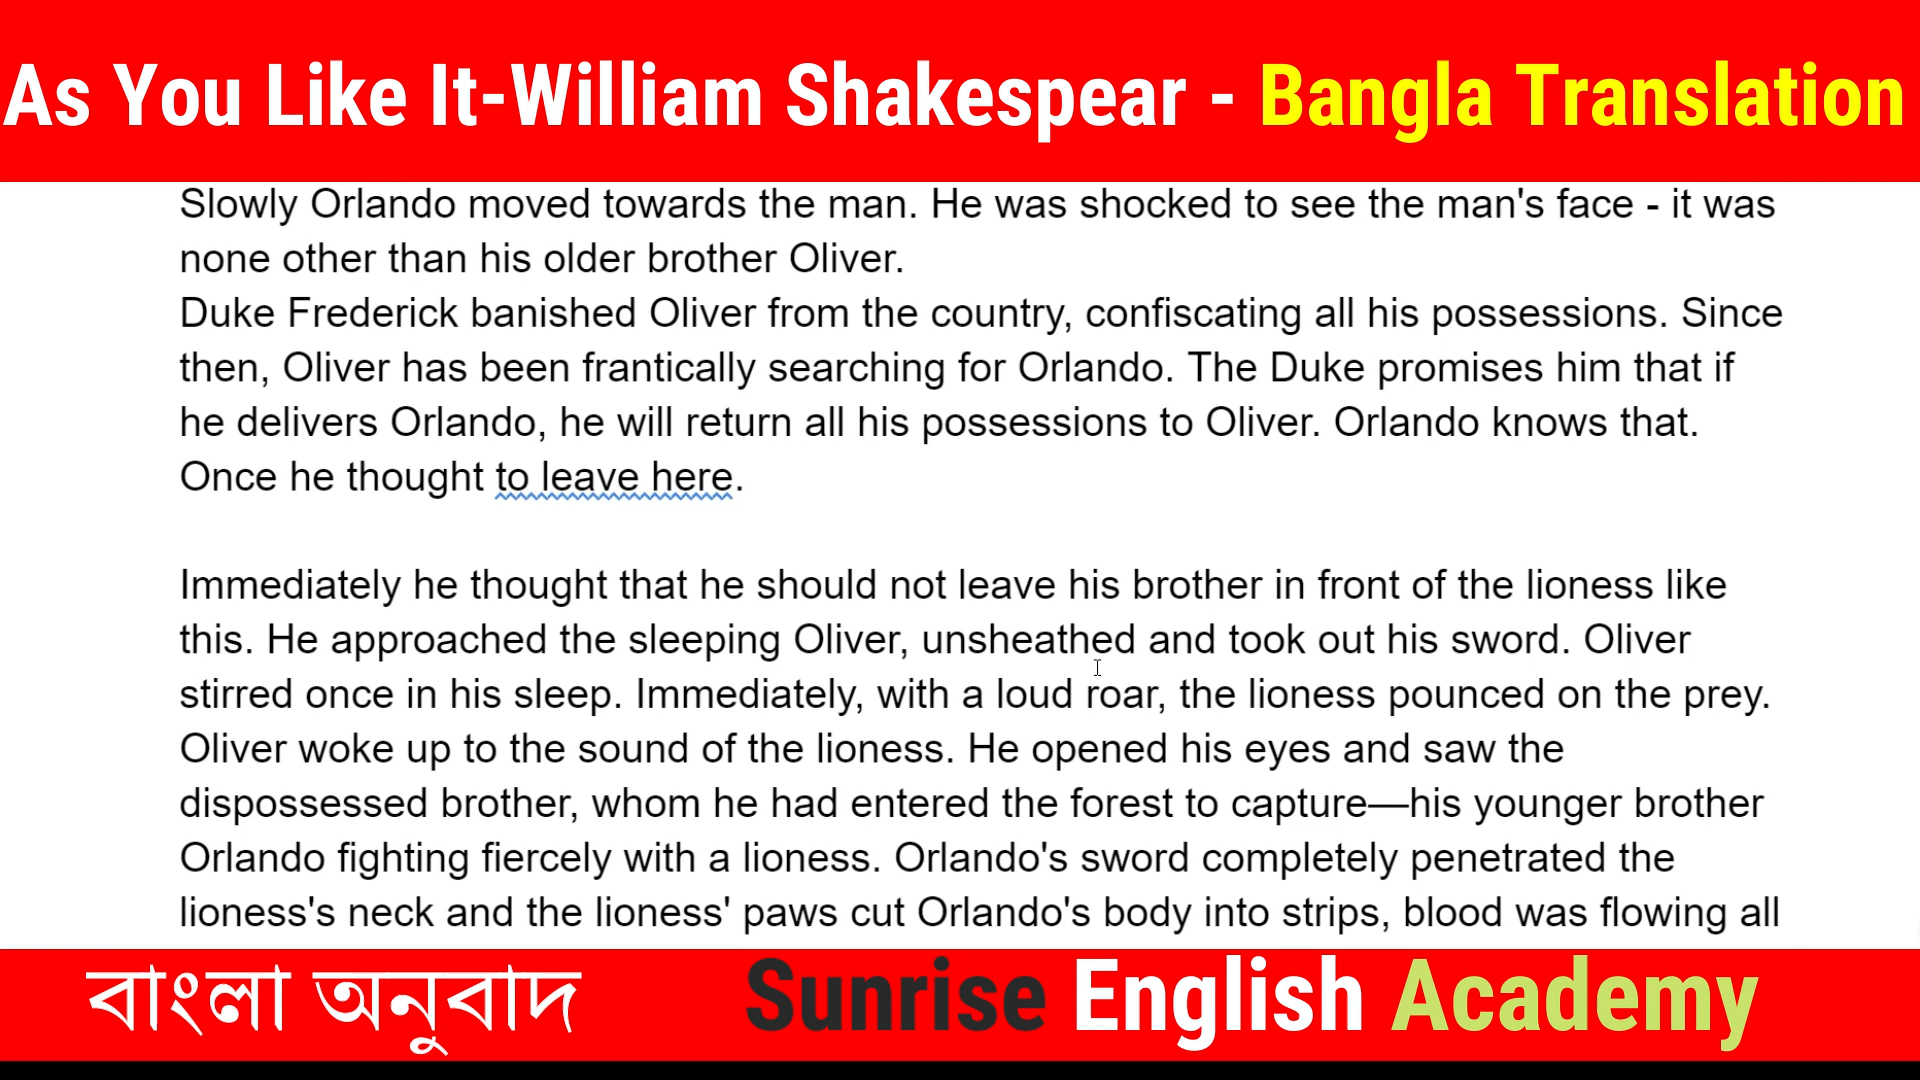 As You Like It-William Shakespear - Bangla Translation
Slowly Orlando moved towards the man. He was shocked to see the man's face - it was
none other than his older brother Oliver.
Duke Frederick banished Oliver from the country, confiscating all his possessions. Since
then, Oliver has been frantically searching for Orlando. The Duke promises him that if
he delivers Orlando, he will return all his possessions to Oliver. Orlando knows that.
Once he thought to leave here.
Immediately he thought that he should not leave his brother in front of the lioness like
this. He approached the sleeping Oliver, unsheathed and took out his sword. Oliver
stirred once in his sleep. Immediately, with a loud roar, the lioness pounced on the prey.
Oliver woke up to the sound of the lioness. He opened his eyes and saw the
dispossessed brother, whom he had entered the forest to capture—his younger brother
Orlando fighting fiercely with a lioness. Orlando's sword completely penetrated the
lioness's neck and the lioness' paws cut Orlando's body into strips, blood was flowing all
বাংলা অনুবাদ
Sunrise English Academy